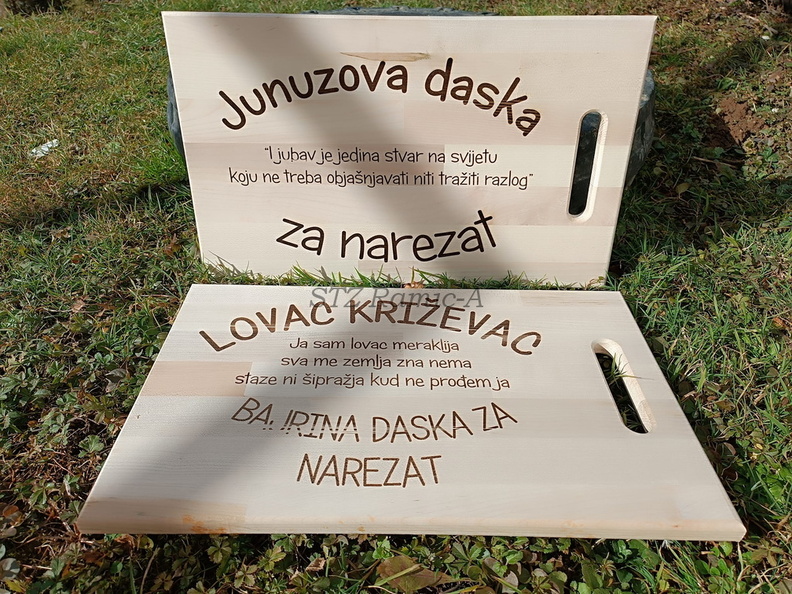 Junuzova daska
"Ljubav je jedina stvar na svijetu
koju ne treba objašnjavati niti tražiti razlog"
za narezat
STZ Ramic-A
LOVAC KRIŽEVAC
Ja sam lovac meraklija
sva me zemlja zna nema
staze ni šipražja kud ne prođem ja
BAJRINA DASKA ZA
NAREZAT